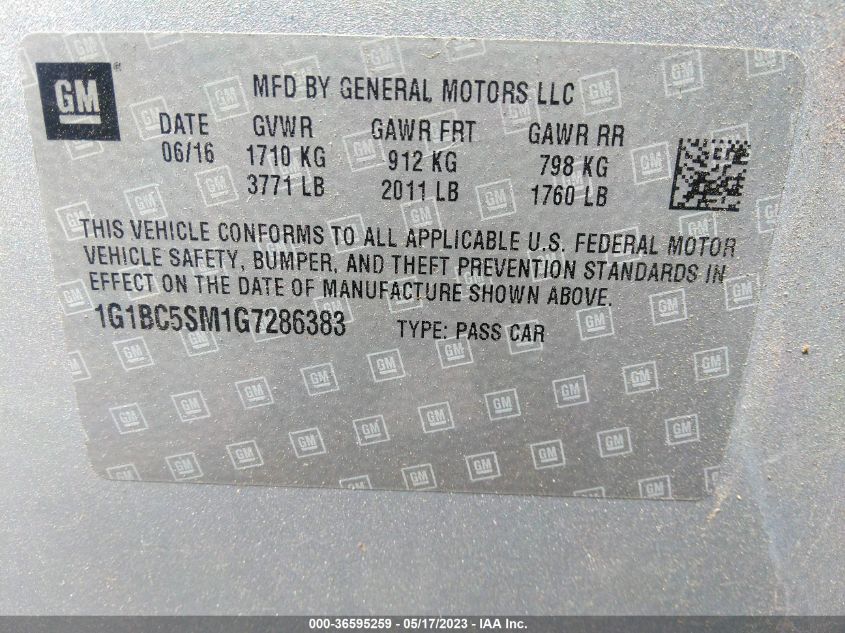 GM
MFD BY GENERAL MOTORS LLC
DATE GVWR GAWR FRT GAWR RR
06/16 1710 KG 912 KG 798 KG
3771 LB 2011 LB 1760 LB
THIS VEHICLE CONFORMS TO ALL APPLICABLE U.S. FEDERAL MOTOR
VEHICLE SAFETY, BUMPER, AND THEFT PREVENTION STANDARDS IN
EFFECT ON THE DATE OF MANUFACTURE SHOWN ABOVE.
1G1BC5SM1G7286383 TYPE: PASS CAR
000-36595259 - 05/17/2023 - IAA Inc.